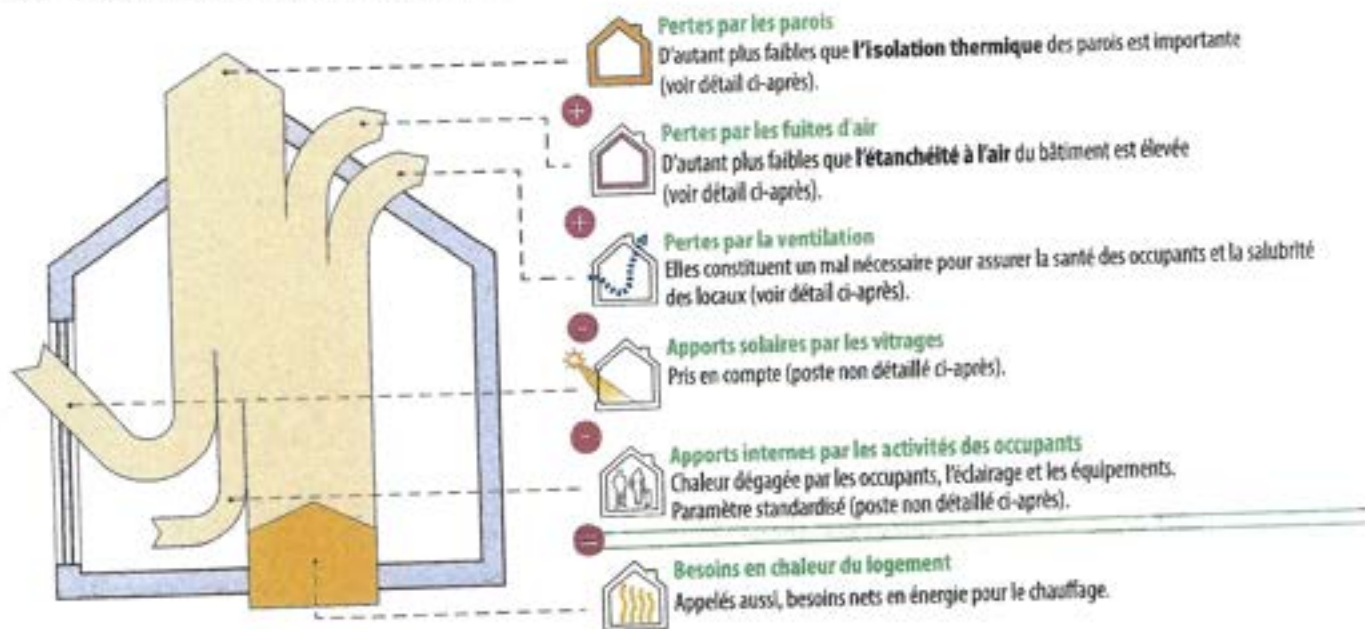 Pertes par les parois
D'autant plus faibles que l'isolation thermique des parois est importante
(voir détail ci-après).
+
Pertes par les fuites d'air
D'autant plus faibles que l'étanchéité à l'air du bâtiment est élevée
(voir détail ci-après).
+
Pertes par la ventilation
Elles constituent un mal nécessaire pour assurer la santé des occupants et la salubrité
des locaux (voir détail ci-après).
-
Apports solaires par les vitrages
Pris en compte (poste non détaillé ci-après).
-
Apports internes par les activités des occupants
Chaleur dégagée par les occupants, l'éclairage et les équipements.
Paramètre standardisé (poste non détaillé ci-après).
=
Besoins en chaleur du logement
Appelés aussi, besoins nets en énergie pour le chauffage.